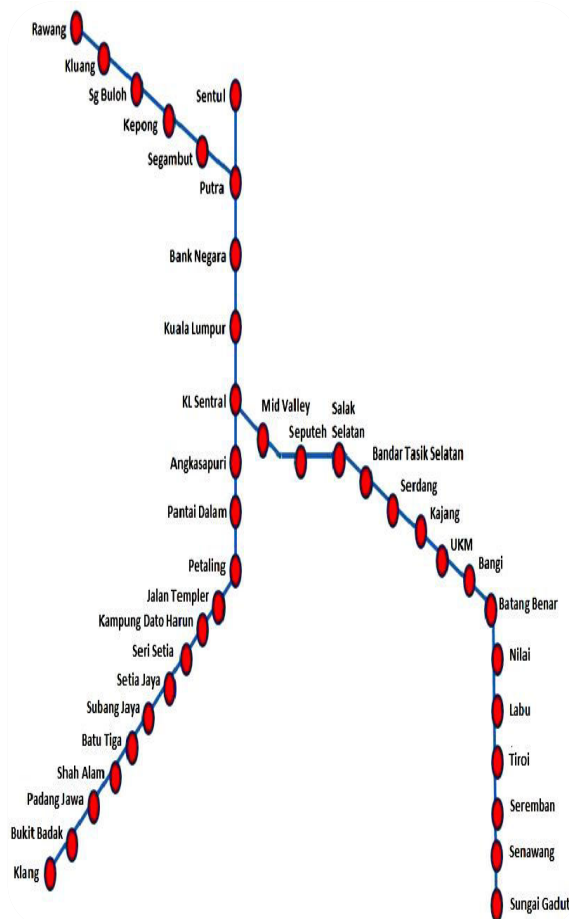 Rawang
Kluang
Sg Buloh
Kepong
Segambut
Sentul
Putra
Bank Negara
Kuala Lumpur
KL Sentral
Mid Valley
Seputeh
Salak
Selatan
Bandar Tasik Selatan
Serdang
Kajang
UKM
Bangi
Batang Benar
Nilai
Labu
Tiroi
Seremban
Senawang
Sungai Gadut
Angkasapuri
Pantai Dalam
Petaling
Jalan Templer
Kampung Dato Harun
Seri Setia
Setia Jaya
Subang Jaya
Batu Tiga
Shah Alam
Padang Jawa
Bukit Badak
Klang